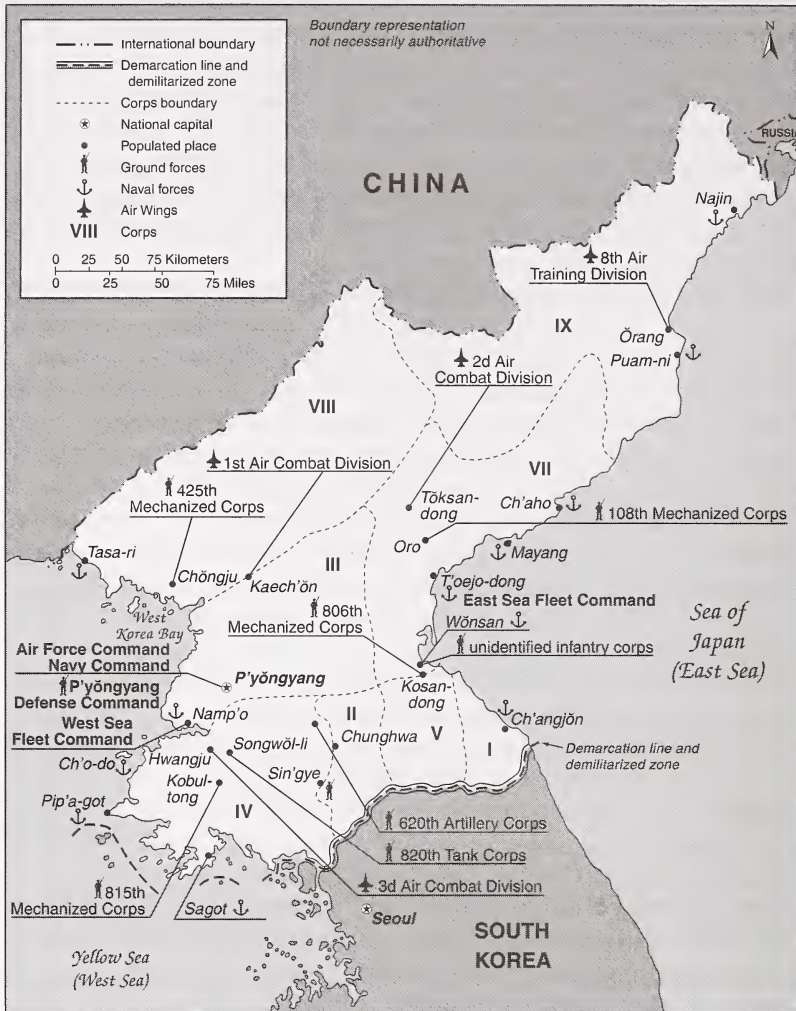 Boundary representation
not necessarily authoritative
N
International boundary
Demarcation line and
demilitarized zone
Corps boundary
National capital
Populated place
Ground forces
Naval forces
Air Wings
VIII Corps
0 25 50 75 Kilometers
0 25 50 75 Miles
RUSSIA
CHINA
Najin
8th Air
Training Division
IX
Ŏrang
Puam-ni
2d Air
Combat Division
VIII
VII
1st Air Combat Division
425th
Mechanized Corps
Tŏksan-
dong
Ch'aho
108th Mechanized Corps
Oro
Mayang
Tasa-ri
Chŏngju
Kaech'ŏn
III
T'oejo-dong
East Sea Fleet Command
806th
Mechanized Corps
Wŏnsan
unidentified infantry corps
West
Korea Bay
Sea of
Japan
(East Sea)
Air Force Command
Navy Command
P'yŏngyang
P'yŏngyang
Defense Command
Kosan-
dong
West Sea
Fleet Command
Namp'o
II
Chunghwa
V
I
Ch'angjŏn
Songwŏl-li
Hwangju
Demarcation line and
demilitarized zone
Ch'o-do
Kobul-
tong
Sin'gye
Pip'a-got
IV
620th Artillery Corps
820th Tank Corps
815th
Mechanized Corps
3d Air Combat Division
Sagot
Seoul
SOUTH
KOREA
Yellow Sea
(West Sea)